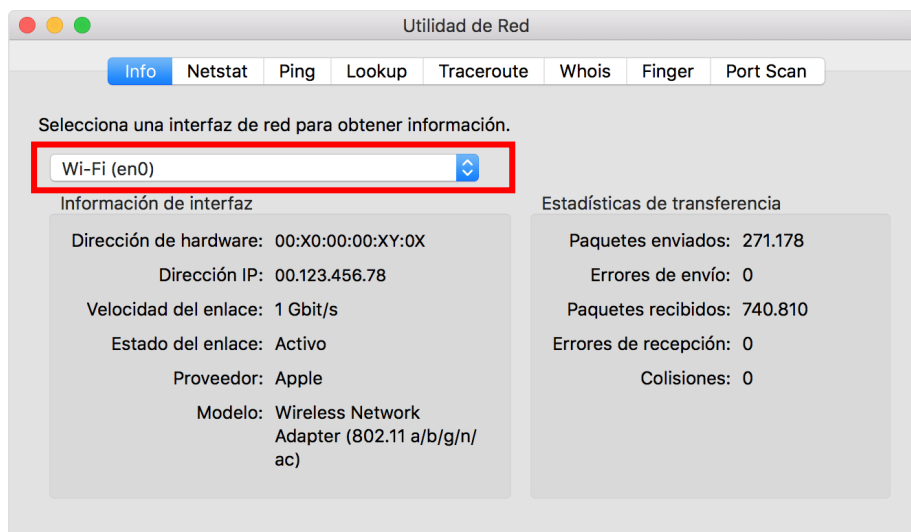 Utilidad de Red
Info Netstat Ping Lookup Traceroute Whois Finger Port Scan
Selecciona una interfaz de red para obtener información.
Wi-Fi (en0)
Información de interfaz
Dirección de hardware: 00:X0:00:00:XY:0X
Dirección IP: 00.123.456.78
Velocidad del enlace: 1 Gbit/s
Estado del enlace: Activo
Proveedor: Apple
Modelo: Wireless Network
Adapter (802.11 a/b/g/n/
ac)
Estadísticas de transferencia
Paquetes enviados: 271.178
Errores de envío: 0
Paquetes recibidos: 740.810
Errores de recepción: 0
Colisiones: 0